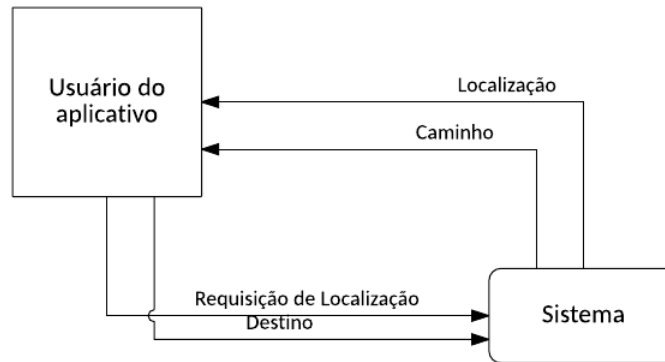 Usuário do
aplicativo
Localização
Caminho
Requisição de Localização
Destino
Sistema